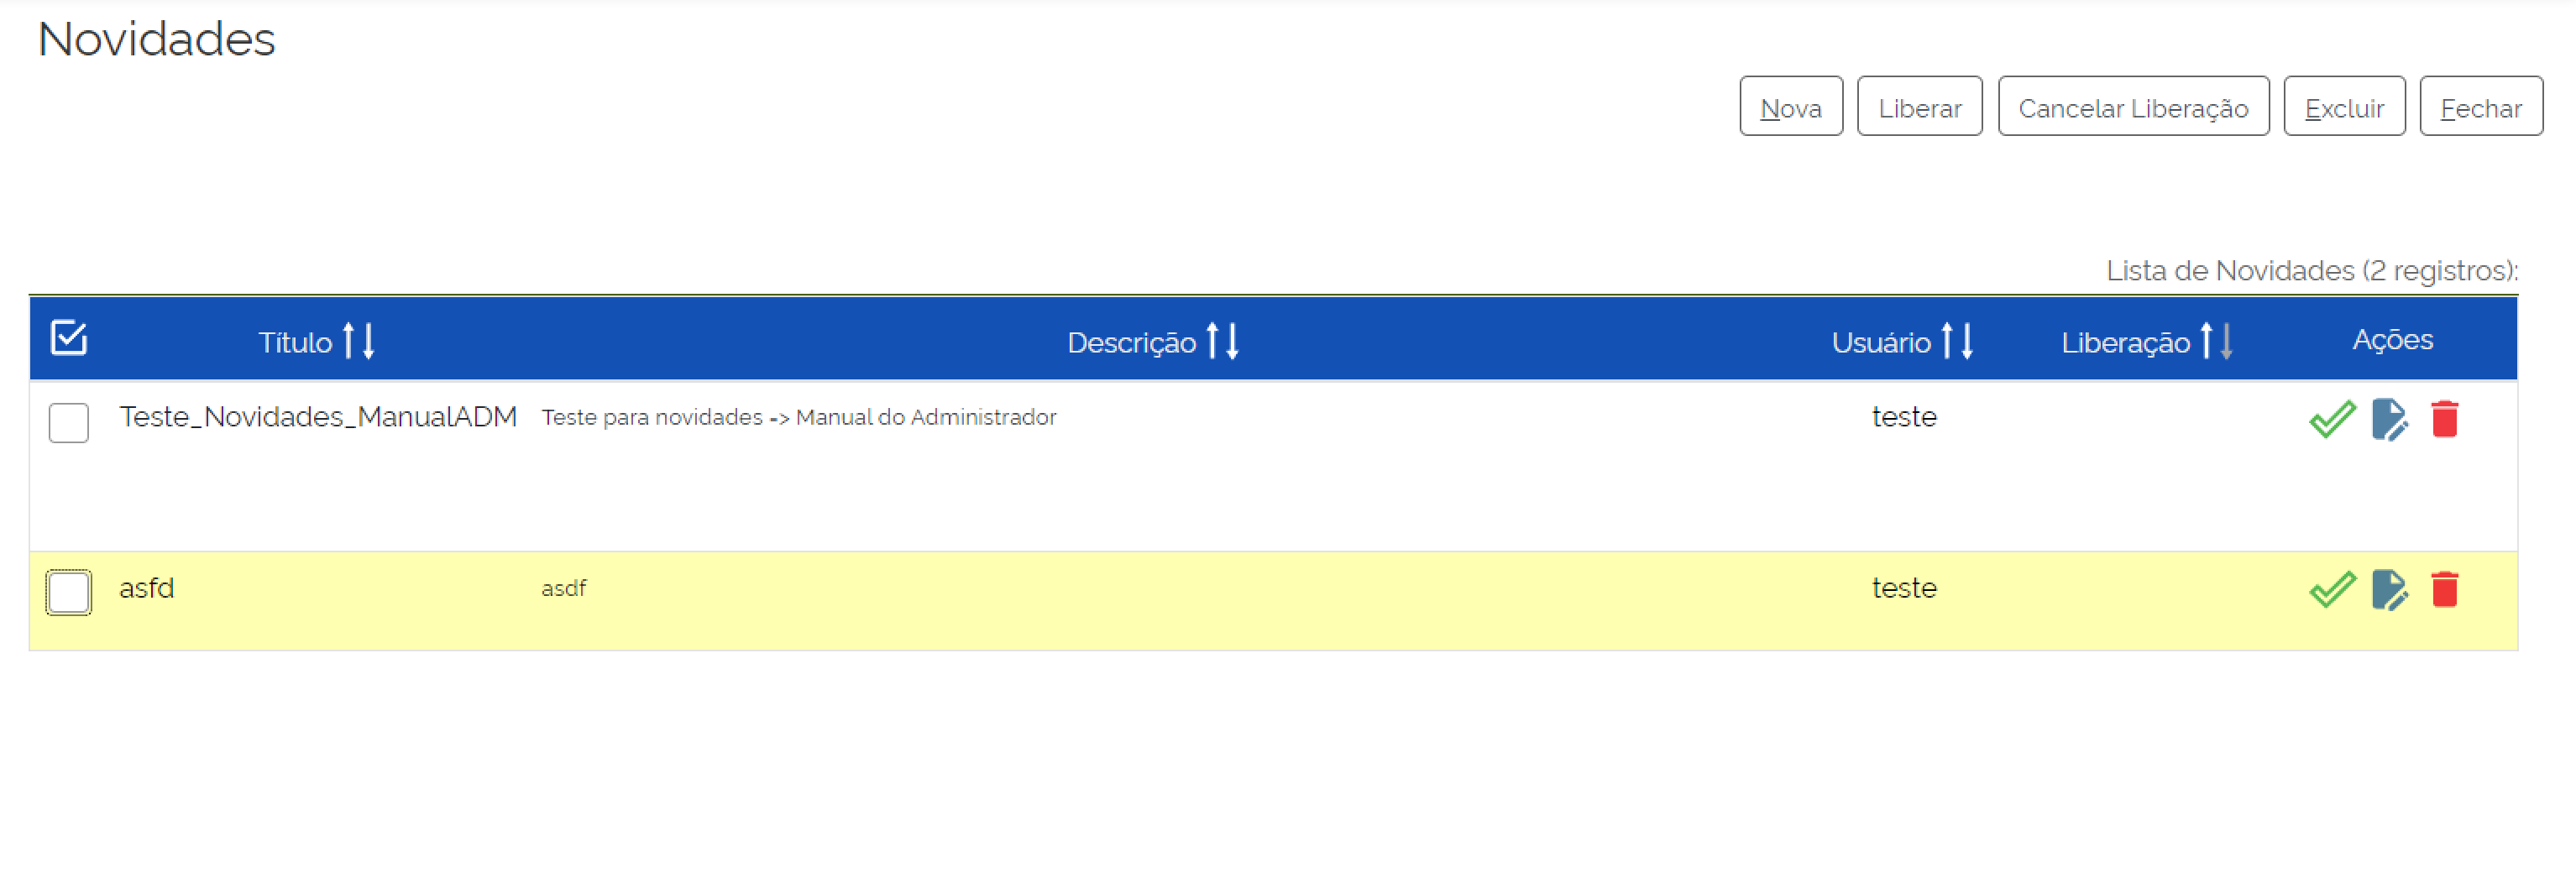 Novidades
Nova Liberar Cancelar Liberação Excluir Fechar
Lista de Novidades (2 registros):
Título Descrição Usuário Liberação Ações
Teste_Novidades_ManualADM Teste para novidades => Manual do Administrador teste
asfd asdf teste